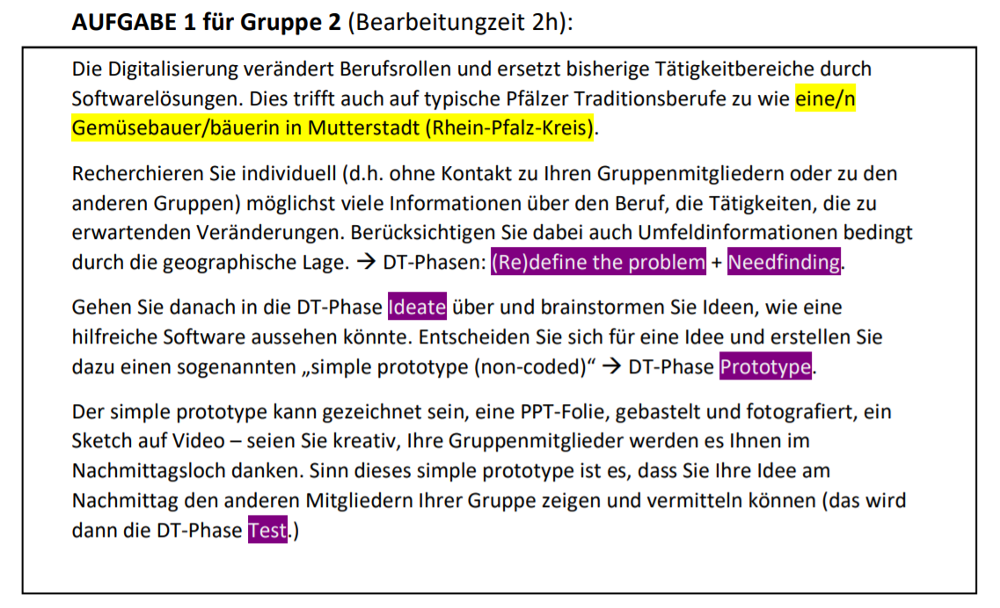 AUFGABE 1 für Gruppe 2 (Bearbeitungzeit 2h):
Die Digitalisierung verändert Berufsrollen und ersetzt bisherige Tätigkeitbereiche durch
Softwarelösungen. Dies trifft auch auf typische Pfälzer Traditionsberufe zu wie eine/n
Gemüsebauer/bäuerin in Mutterstadt (Rhein-Pfalz-Kreis).
Recherchieren Sie individuell (d.h. ohne Kontakt zu Ihren Gruppenmitgliedern oder zu den
anderen Gruppen) möglichst viele Informationen über den Beruf, die Tätigkeiten, die zu
erwartenden Veränderungen. Berücksichtigen Sie dabei auch Umfeldinformationen bedingt
durch die geographische Lage. → DT-Phasen: (Re)define the problem + Needfinding.
Gehen Sie danach in die DT-Phase Ideate über und brainstormen Sie Ideen, wie eine
hilfreiche Software aussehen könnte. Entscheiden Sie sich für eine Idee und erstellen Sie
dazu einen sogenannten „simple prototype (non-coded)“ → DT-Phase Prototype.
Der simple prototype kann gezeichnet sein, eine PPT-Folie, gebastelt und fotografiert, ein
Sketch auf Video – seien Sie kreativ, Ihre Gruppenmitglieder werden es Ihnen im
Nachmittagsloch danken. Sinn dieses simple prototype ist es, dass Sie Ihre Idee am
Nachmittag den anderen Mitgliedern Ihrer Gruppe zeigen und vermitteln können (das wird
dann die DT-Phase Test.)